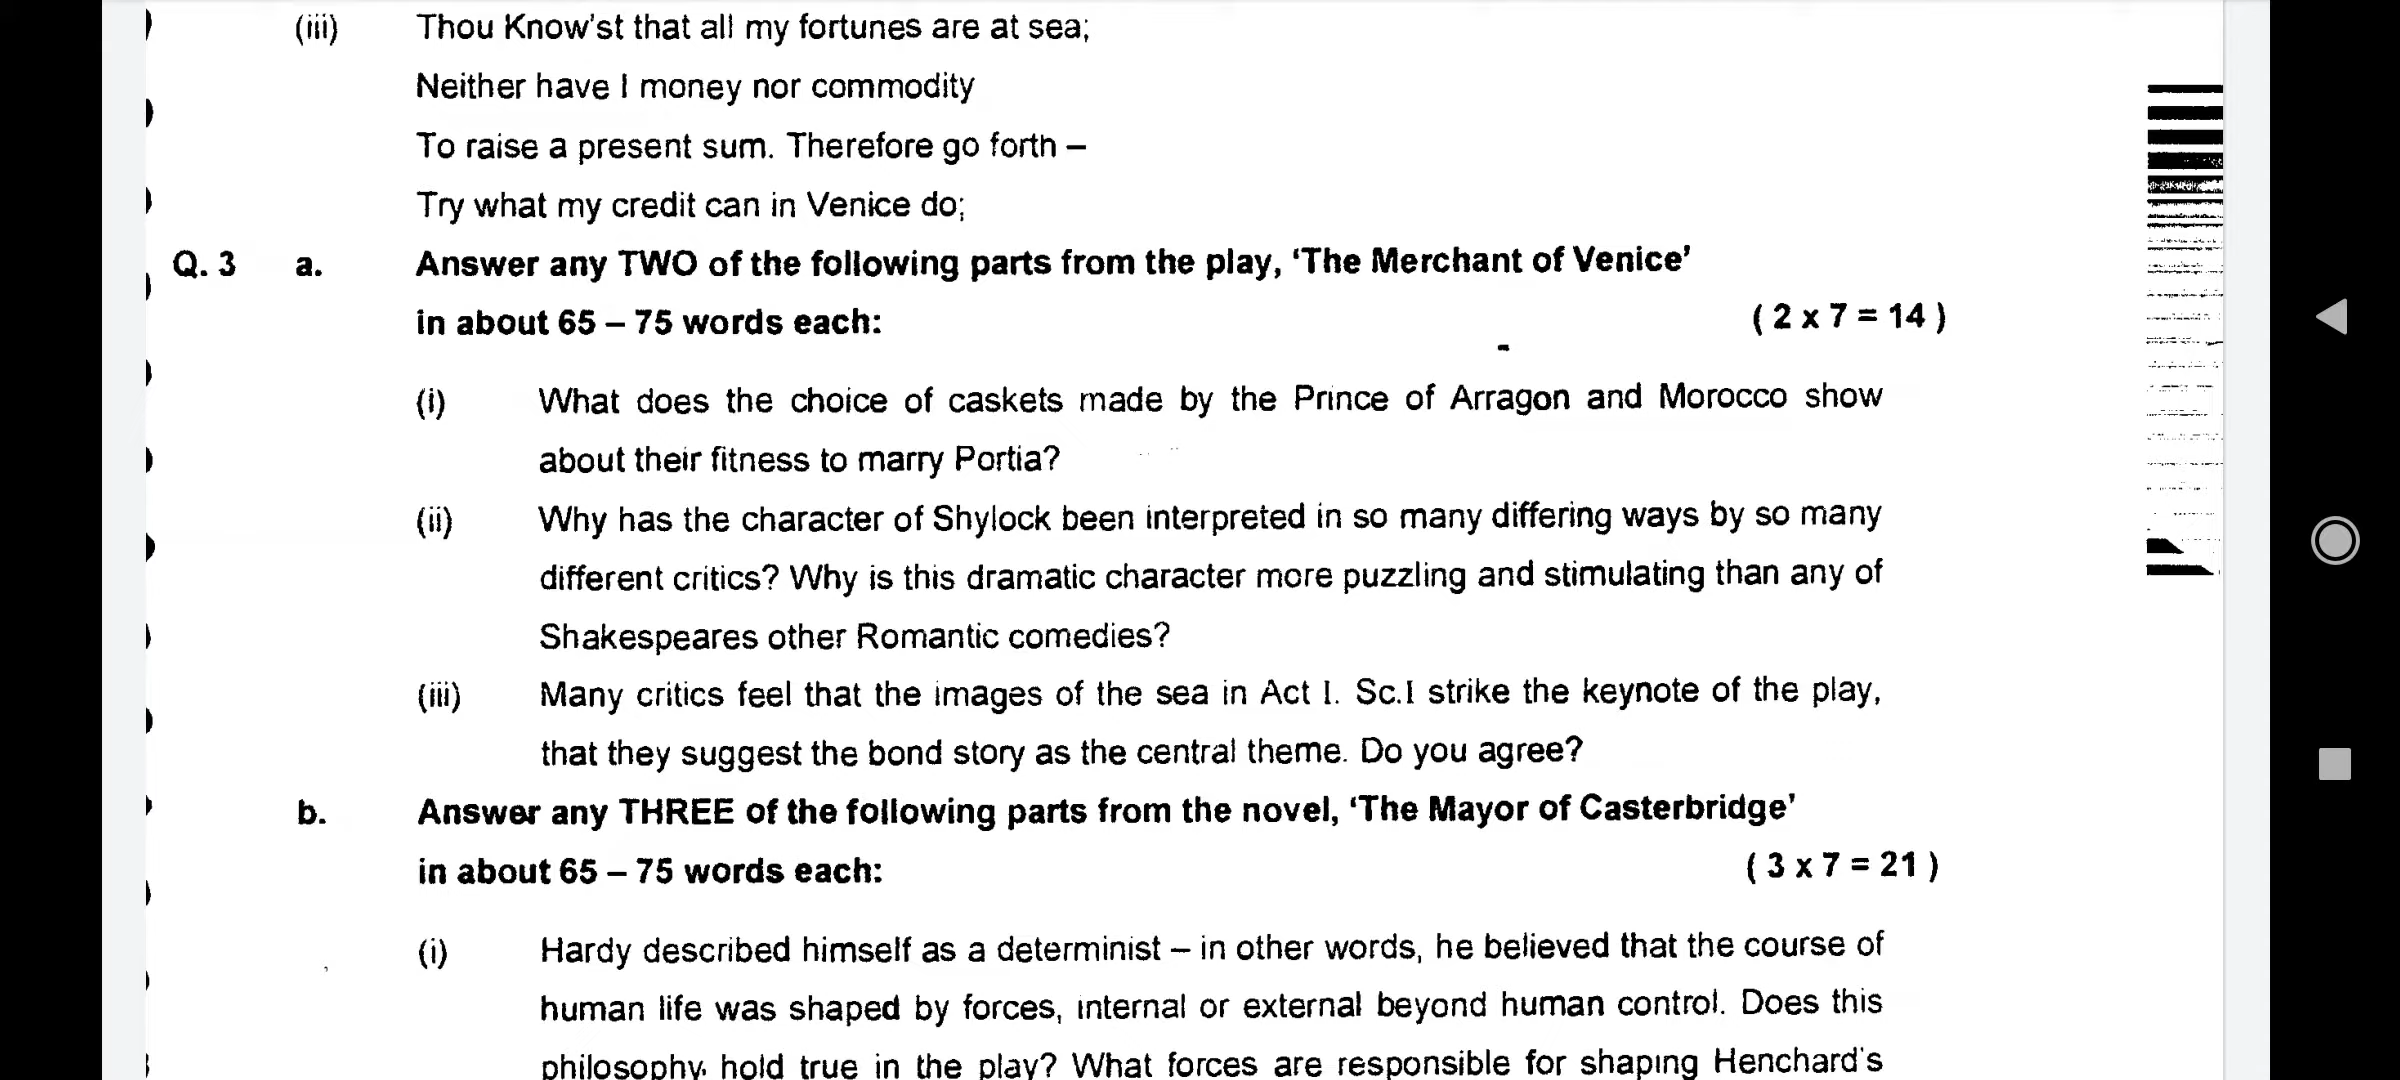 (iii) Thou Know'st that all my fortunes are at sea;
Neither have I money nor commodity
To raise a present sum. Therefore go forth –
Try what my credit can in Venice do;
Q. 3 a. Answer any TWO of the following parts from the play, ‘The Merchant of Venice’
in about 65 – 75 words each: ( 2 x 7 = 14 )
(i) What does the choice of caskets made by the Prince of Arragon and Morocco show
about their fitness to marry Portia?
(ii) Why has the character of Shylock been interpreted in so many differing ways by so many
different critics? Why is this dramatic character more puzzling and stimulating than any of
Shakespeares other Romantic comedies?
(iii) Many critics feel that the images of the sea in Act I. Sc.I strike the keynote of the play,
that they suggest the bond story as the central theme. Do you agree?
b. Answer any THREE of the following parts from the novel, ‘The Mayor of Casterbridge’
in about 65 – 75 words each: ( 3 x 7 = 21 )
(i) Hardy described himself as a determinist – in other words, he believed that the course of
human life was shaped by forces, internal or external beyond human control. Does this
philosophy hold true in the play? What forces are responsible for shaping Henchard's